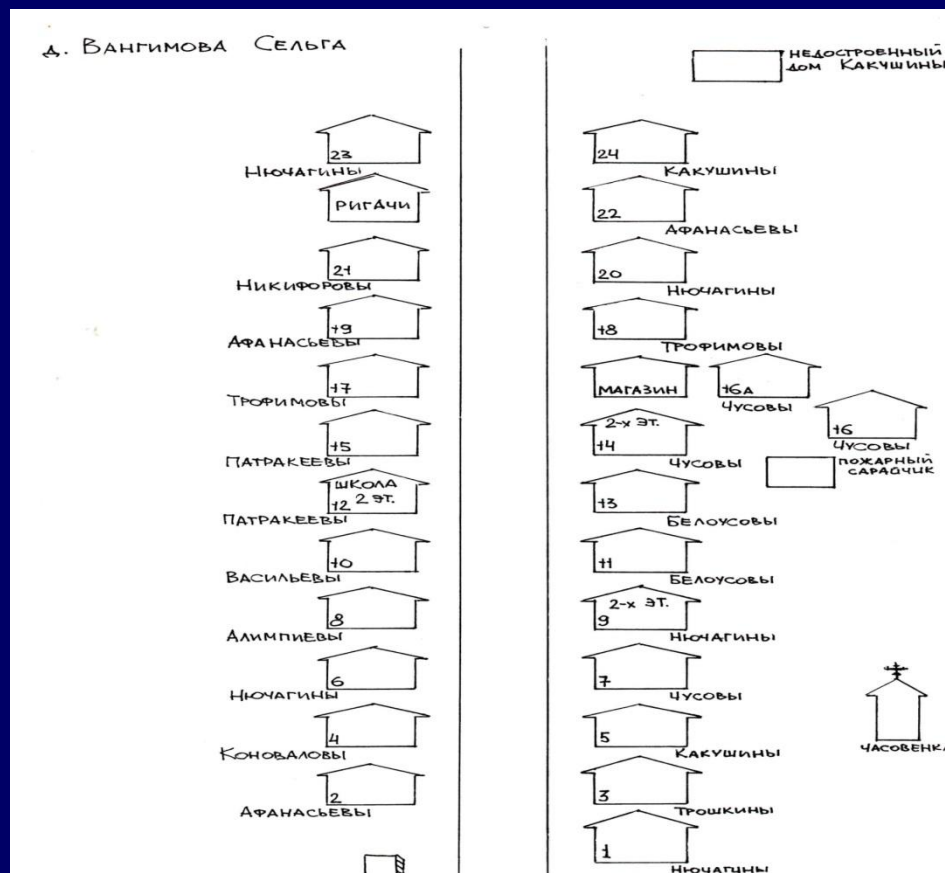 д. Вангимова Сельга
недостроенный
дом Какушины
23
Нючагины
Ригачи
21
Никифоровы
19
Афанасьевы
17
Трофимовы
15
Патракеевы
школа
2 эт.
12
Патракеевы
10
Васильевы
8
Алимпиевы
6
Нючагины
4
Коноваловы
2
Афанасьевы
24
Какушины
22
Афанасьевы
20
Нючагины
18
Трофимовы
магазин
16а
Чусовы
16
Чусовы
2-х эт.
14
Чусовы
пожарный
сарайчик
13
Белоусовы
11
Белоусовы
2-х эт.
9
Нючагины
7
Чусовы
5
Какушины
часовенка
3
Трошкины
1
Нючагины